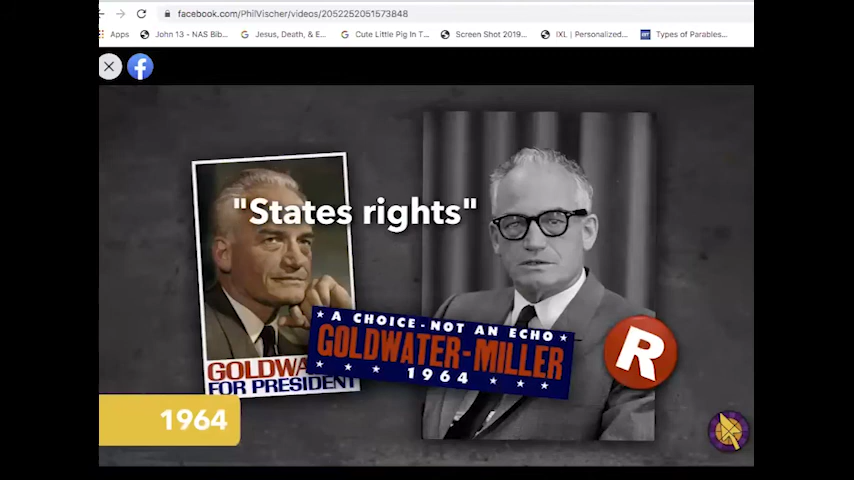 facebook.com/PhilVischer/videos/2052252051573848
Apps
John 13 - NAS Bib...
Jesus, Death, & E...
Cute Little Pig In T...
Screen Shot 2019...
IXL | Personalized...
Types of Parables...
"States rights"
A CHOICE - NOT AN ECHO
GOLDWATER-MILLER
1964
GOLDWA
FOR PRESIDENT
R
1964